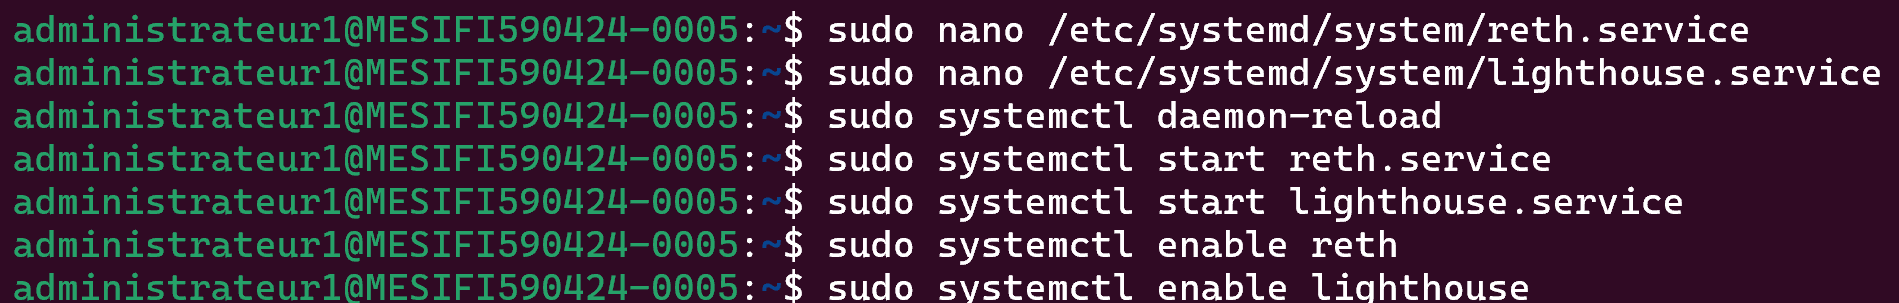 administrateur1@MESIFI590424-0005:~$ sudo nano /etc/systemd/system/reth.service
administrateur1@MESIFI590424-0005:~$ sudo nano /etc/systemd/system/lighthouse.service
administrateur1@MESIFI590424-0005:~$ sudo systemctl daemon-reload
administrateur1@MESIFI590424-0005:~$ sudo systemctl start reth.service
administrateur1@MESIFI590424-0005:~$ sudo systemctl start lighthouse.service
administrateur1@MESIFI590424-0005:~$ sudo systemctl enable reth
administrateur1@MESIFI590424-0005:~$ sudo systemctl enable lighthouse